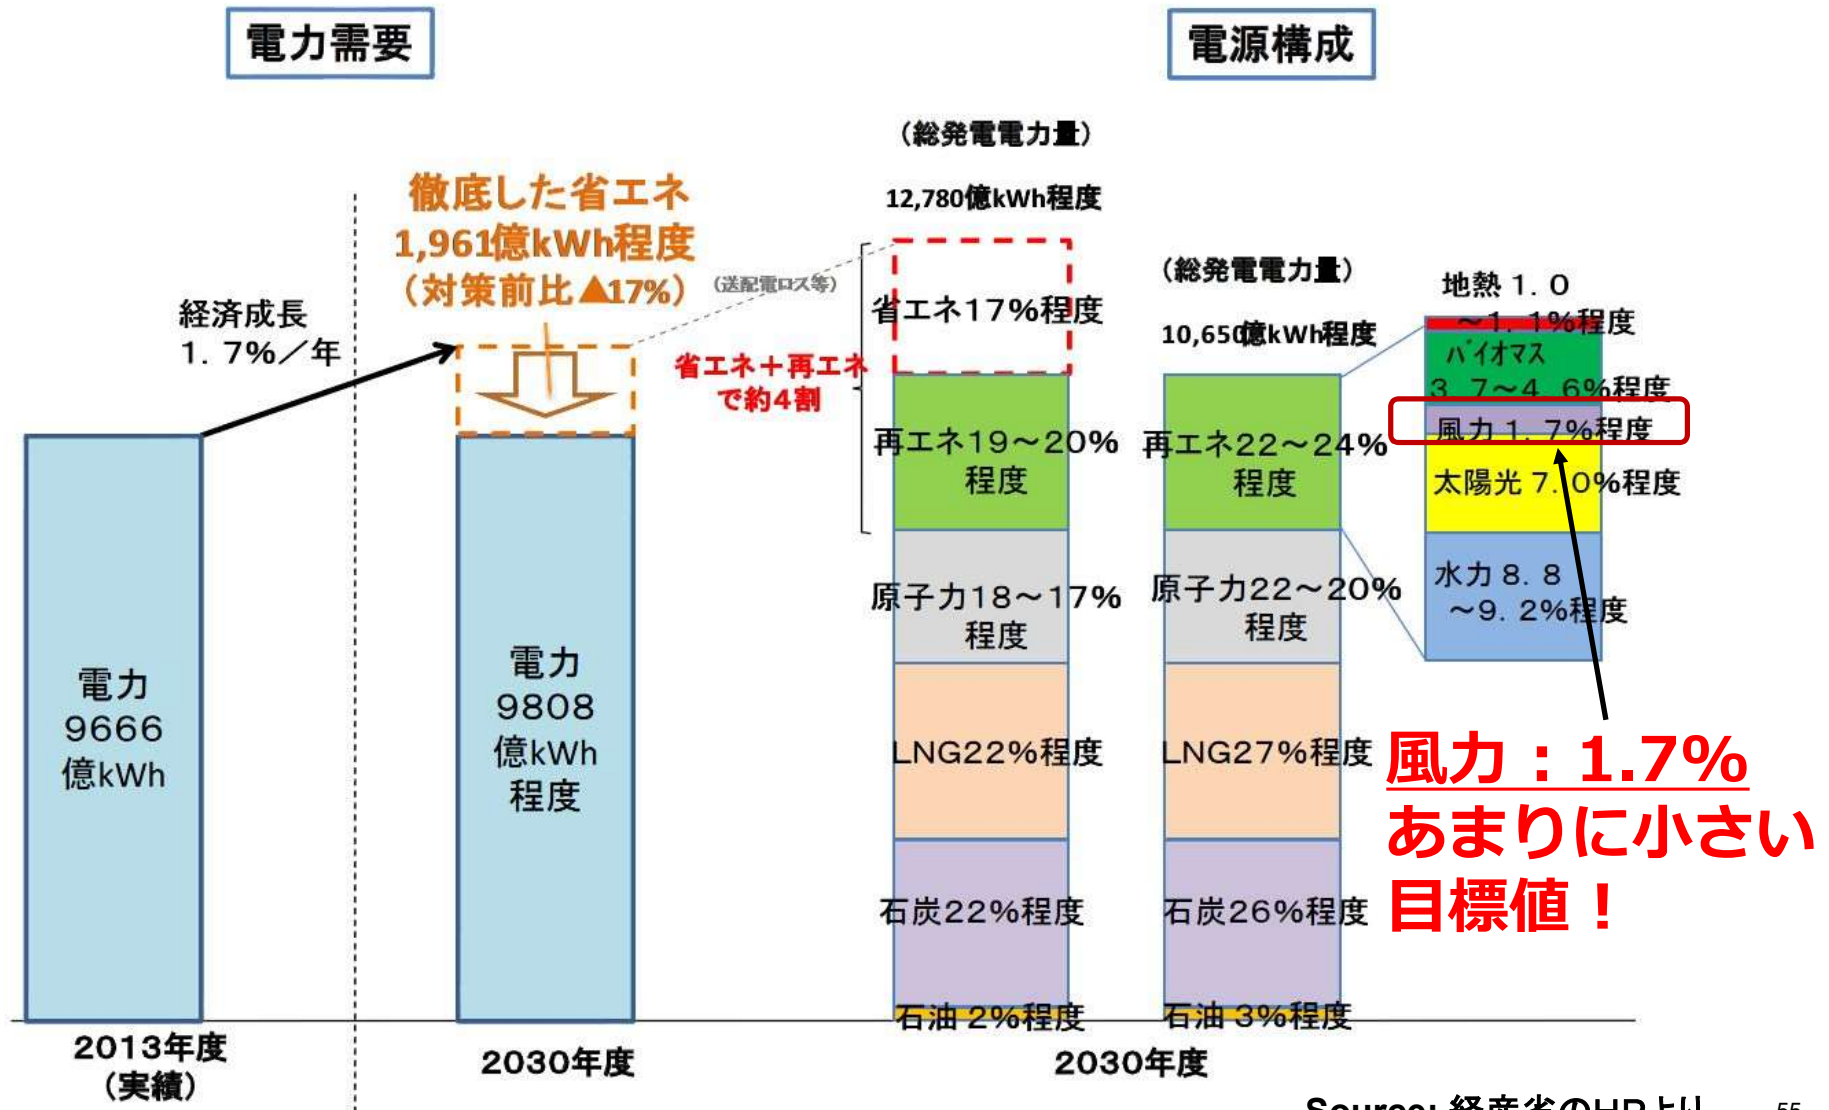 電力需要
電源構成
(総発電電力量)
12,780億kWh程度
徹底した省エネ
1,961億kWh程度
(対策前比▲17%)
(送配電ロス等)
経済成長
1.7%/年
省エネ+再エネ
で約4割
省エネ17%程度
(総発電電力量)
10,650億kWh程度
地熱1.0
~1.1%程度
バイオマス
3.7~4.6%程度
風力1.7%程度
太陽光7.0%程度
水力8.8
~9.2%程度
再エネ19~20%
程度
再エネ22~24%
程度
原子力18~17%
程度
原子力22~20%
程度
電力
9666
億kWh
電力
9808
億kWh
程度
LNG22%程度
LNG27%程度
風力:1.7%
あまりに小さい
目標値!
石炭22%程度
石炭26%程度
石油2%程度
石油3%程度
2013年度
(実績)
2030年度
2030年度
Source: 経産省のHPより
55